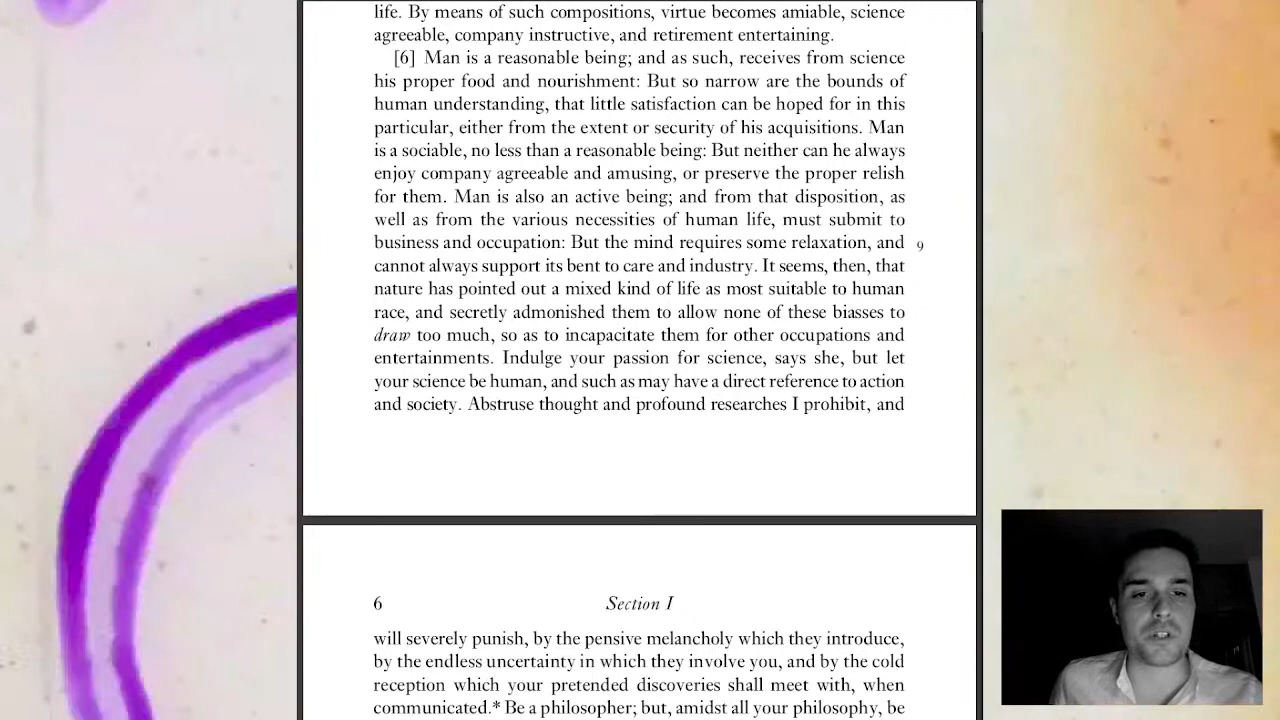 life. By means of such compositions, virtue becomes amiable, science
agreeable, company instructive, and retirement entertaining.
[6] Man is a reasonable being; and as such, receives from science
his proper food and nourishment: But so narrow are the bounds of
human understanding, that little satisfaction can be hoped for in this
particular, either from the extent or security of his acquisitions. Man
is a sociable, no less than a reasonable being: But neither can he always
enjoy company agreeable and amusing, or preserve the proper relish
for them. Man is also an active being; and from that disposition, as
well as from the various necessities of human life, must submit to
business and occupation: But the mind requires some relaxation, and 9
cannot always support its bent to care and industry. It seems, then, that
nature has pointed out a mixed kind of life as most suitable to human
race, and secretly admonished them to allow none of these biasses to
draw too much, so as to incapacitate them for other occupations and
entertainments. Indulge your passion for science, says she, but let
your science be human, and such as may have a direct reference to action
and society. Abstruse thought and profound researches I prohibit, and
6 Section I
will severely punish, by the pensive melancholy which they introduce,
by the endless uncertainty in which they involve you, and by the cold
reception which your pretended discoveries shall meet with, when
communicated.* Be a philosopher; but, amidst all your philosophy, be